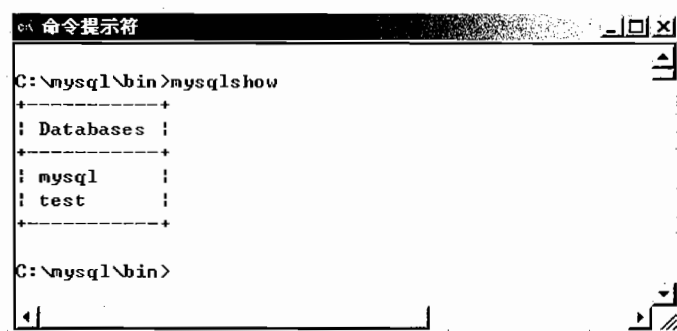 命令提示符
C:\mysql\bin>mysqlshow
+-----------+
| Databases |
+-----------+
| mysql     |
| test      |
+-----------+
C:\mysql\bin>